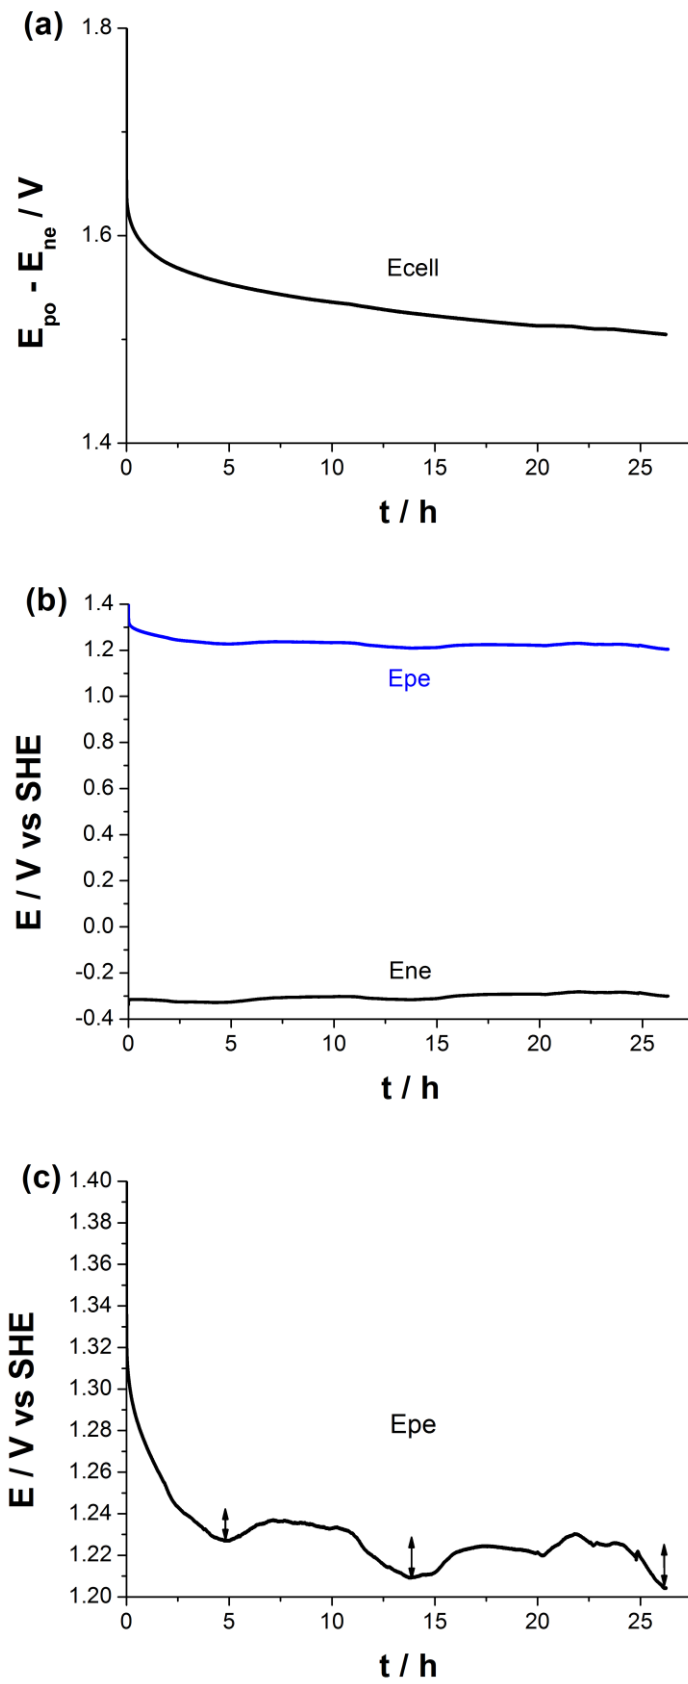 (a)
1.8
1.6
1.4
E_po - E_ne / V
Ecell
0 5 10 15 20 25
t / h
(b)
1.4
1.2
1.0
0.8
0.6
0.4
0.2
0.0
-0.2
-0.4
E / V vs SHE
Epe
Ene
0 5 10 15 20 25
t / h
(c)
1.40
1.38
1.36
1.34
1.32
1.30
1.28
1.26
1.24
1.22
1.20
E / V vs SHE
Epe
0 5 10 15 20 25
t / h